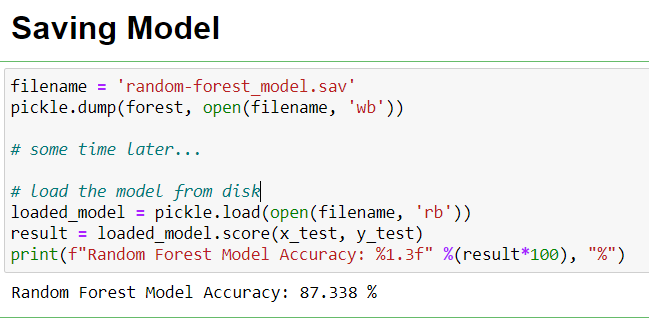 Saving Model
filename = 'random-forest_model.sav'
pickle.dump(forest, open(filename, 'wb'))
# some time later...
# load the model from disk
loaded_model = pickle.load(open(filename, 'rb'))
result = loaded_model.score(x_test, y_test)
print(f"Random Forest Model Accuracy: %1.3f" %(result*100), "%")
Random Forest Model Accuracy: 87.338 %